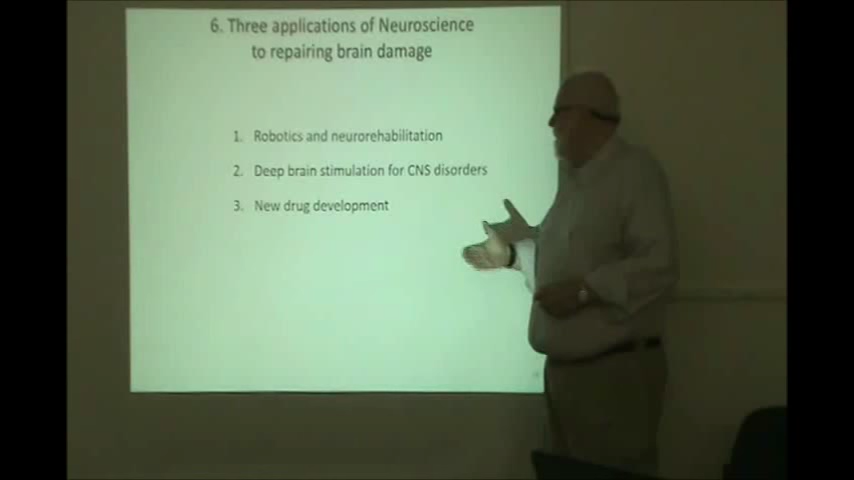 6. Three applications of Neuroscience
to repairing brain damage
1. Robotics and neurorehabilitation
2. Deep brain stimulation for CNS disorders
3. New drug development